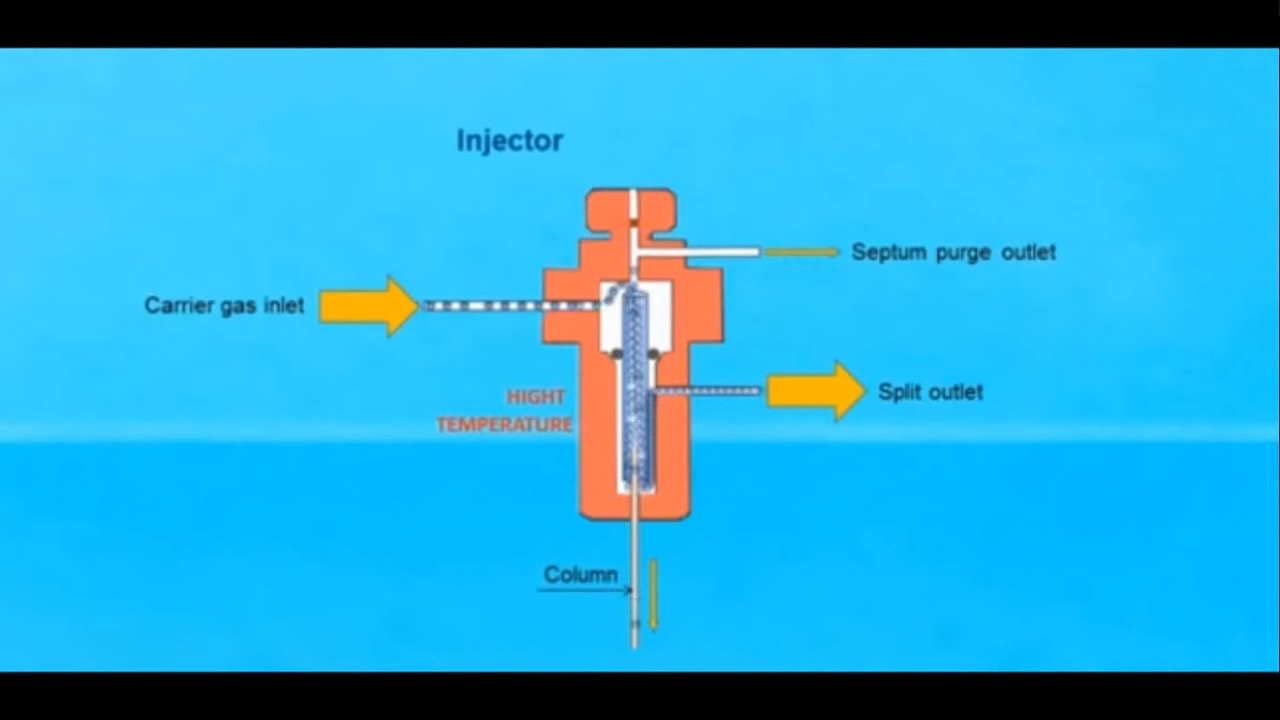 Injector
Septum purge outlet
Carrier gas inlet
Split outlet
HIGHT
TEMPERATURE
Column